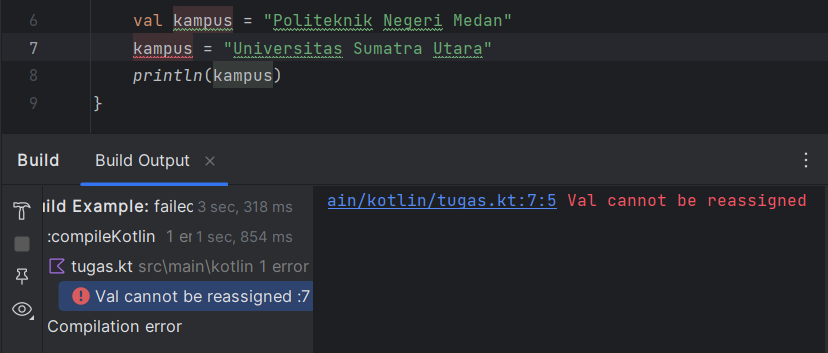 6 val kampus = "Politeknik Negeri Medan"
7 kampus = "Universitas Sumatra Utara"
8 println(kampus)
9 }
Build Build Output
ild Example: failed 3 sec, 318 ms
:compileKotlin 1 er 1 sec, 854 ms
tugas.kt src\main\kotlin 1 error
Val cannot be reassigned :7
Compilation error
ain/kotlin/tugas.kt:7:5 Val cannot be reassigned